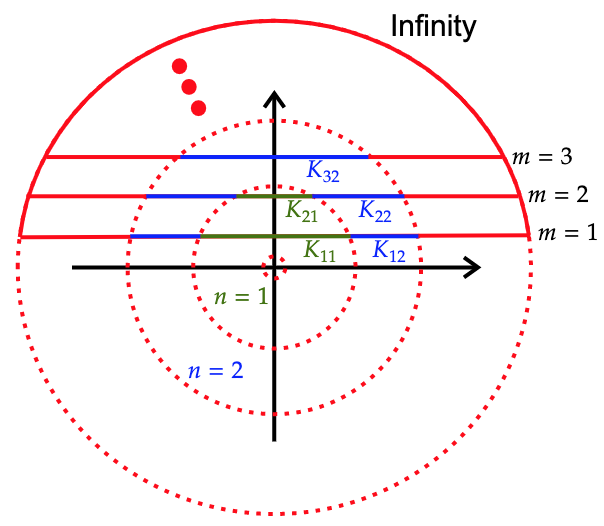 Infinity
m = 3
K₃₂
m = 2
K₂₁
K₂₂
m = 1
K₁₁
K₁₂
n = 1
n = 2